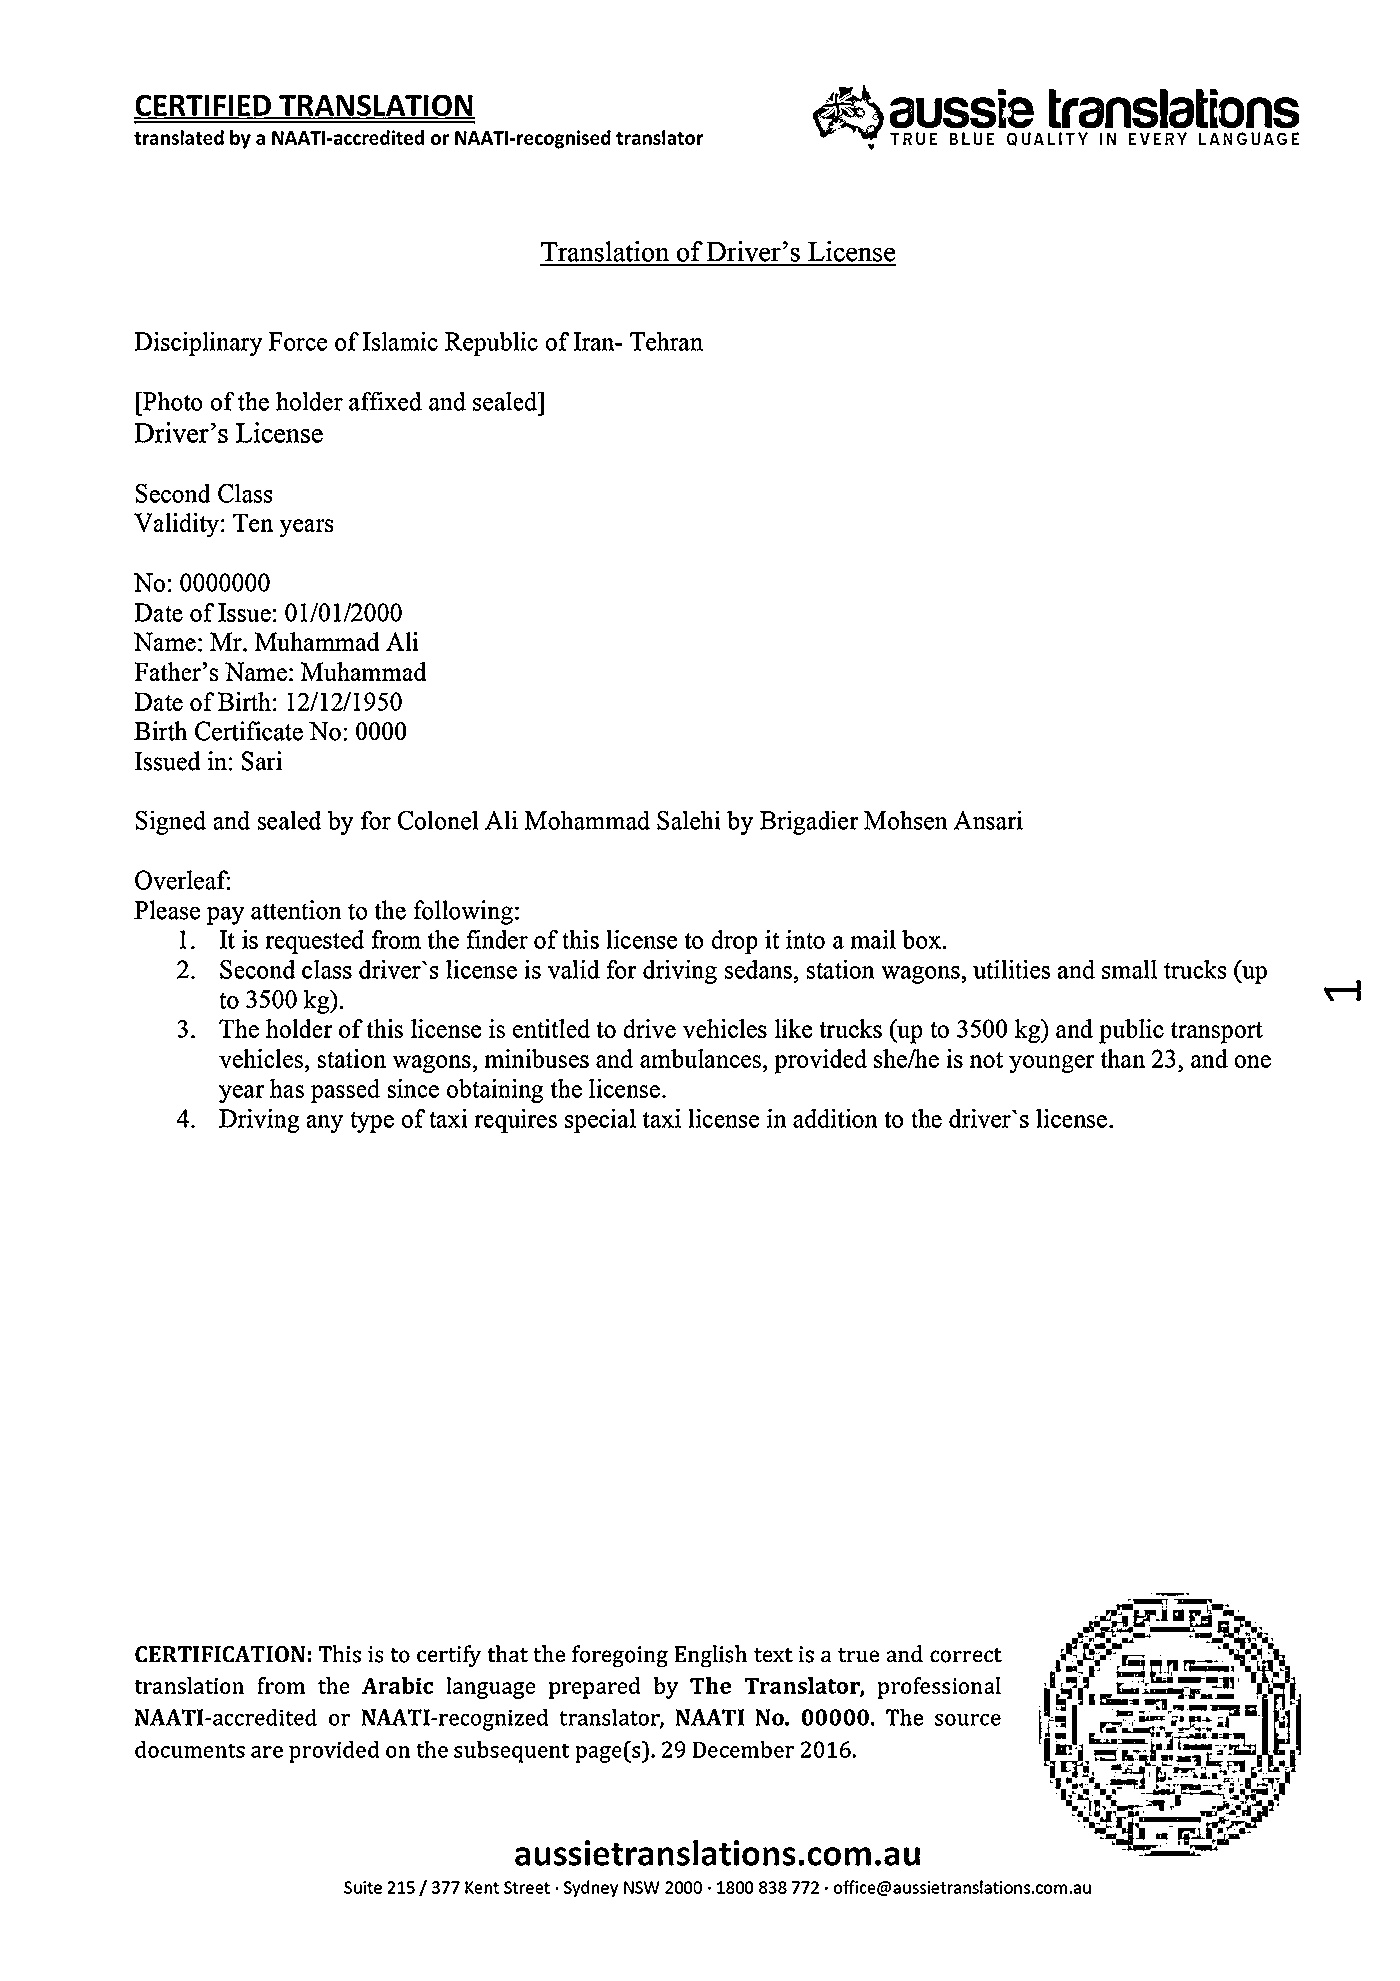 CERTIFIED TRANSLATION
translated by a NAATI-accredited or NAATI-recognised translator
aussie translations
TRUE BLUE QUALITY IN EVERY LANGUAGE
Translation of Driver's License
Disciplinary Force of Islamic Republic of Iran- Tehran
[Photo of the holder affixed and sealed]
Driver's License
Second Class
Validity: Ten years
No: 0000000
Date of Issue: 01/01/2000
Name: Mr. Muhammad Ali
Father's Name: Muhammad
Date of Birth: 12/12/1950
Birth Certificate No: 0000
Issued in: Sari
Signed and sealed by for Colonel Ali Mohammad Salehi by Brigadier Mohsen Ansari
Overleaf:
Please pay attention to the following:
1. It is requested from the finder of this license to drop it into a mail box.
2. Second class driver`s license is valid for driving sedans, station wagons, utilities and small trucks (up
to 3500 kg).
3. The holder of this license is entitled to drive vehicles like trucks (up to 3500 kg) and public transport
vehicles, station wagons, minibuses and ambulances, provided she/he is not younger than 23, and one
year has passed since obtaining the license.
4. Driving any type of taxi requires special taxi license in addition to the driver`s license.
1
CERTIFICATION: This is to certify that the foregoing English text is a true and correct
translation from the Arabic language prepared by The Translator, professional
NAATI-accredited or NAATI-recognized translator, NAATI No. 00000. The source
documents are provided on the subsequent page(s). 29 December 2016.
aussietranslations.com.au
Suite 215 / 377 Kent Street · Sydney NSW 2000 · 1800 838 772 · office@aussietranslations.com.au